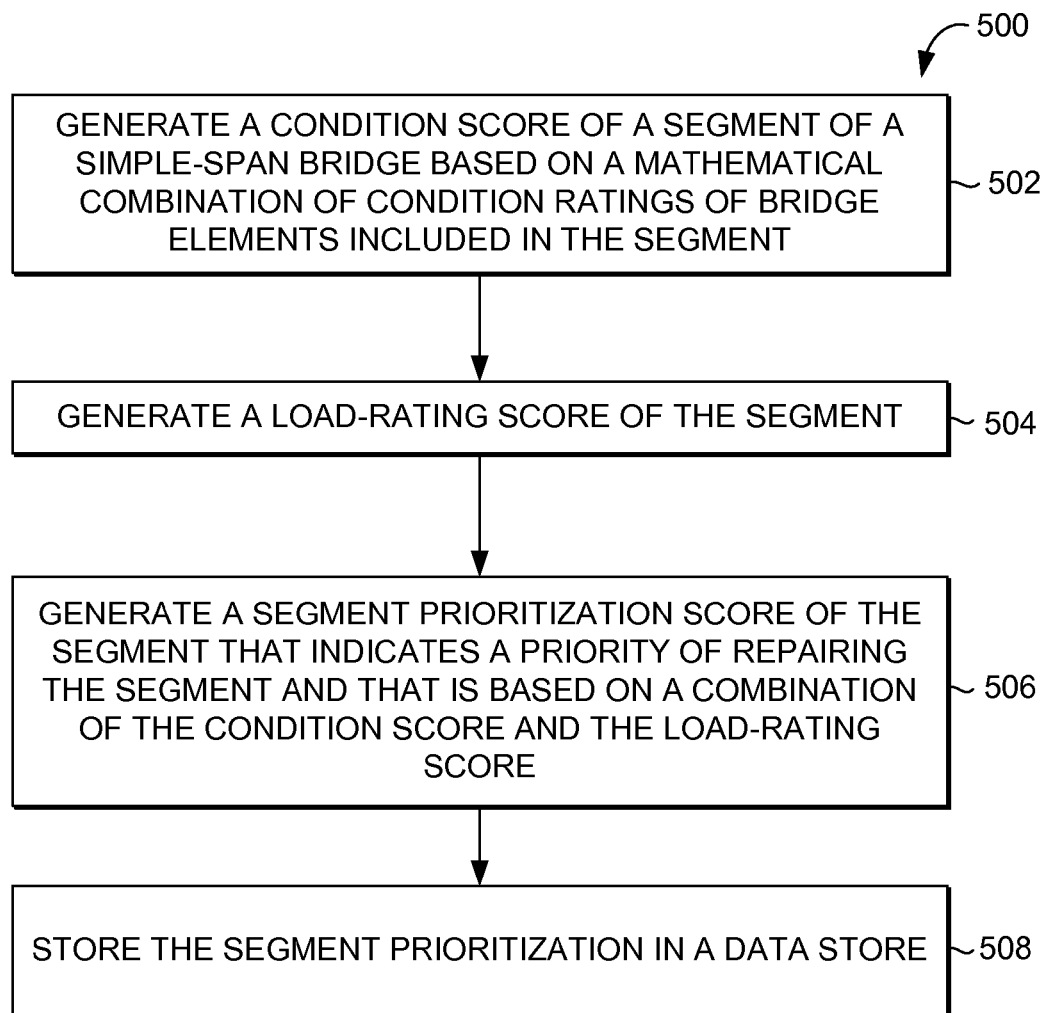 500
GENERATE A CONDITION SCORE OF A SEGMENT OF A
SIMPLE-SPAN BRIDGE BASED ON A MATHEMATICAL
COMBINATION OF CONDITION RATINGS OF BRIDGE
ELEMENTS INCLUDED IN THE SEGMENT
502
GENERATE A LOAD-RATING SCORE OF THE SEGMENT
504
GENERATE A SEGMENT PRIORITIZATION SCORE OF THE
SEGMENT THAT INDICATES A PRIORITY OF REPAIRING
THE SEGMENT AND THAT IS BASED ON A COMBINATION
OF THE CONDITION SCORE AND THE LOAD-RATING
SCORE
506
STORE THE SEGMENT PRIORITIZATION IN A DATA STORE
508